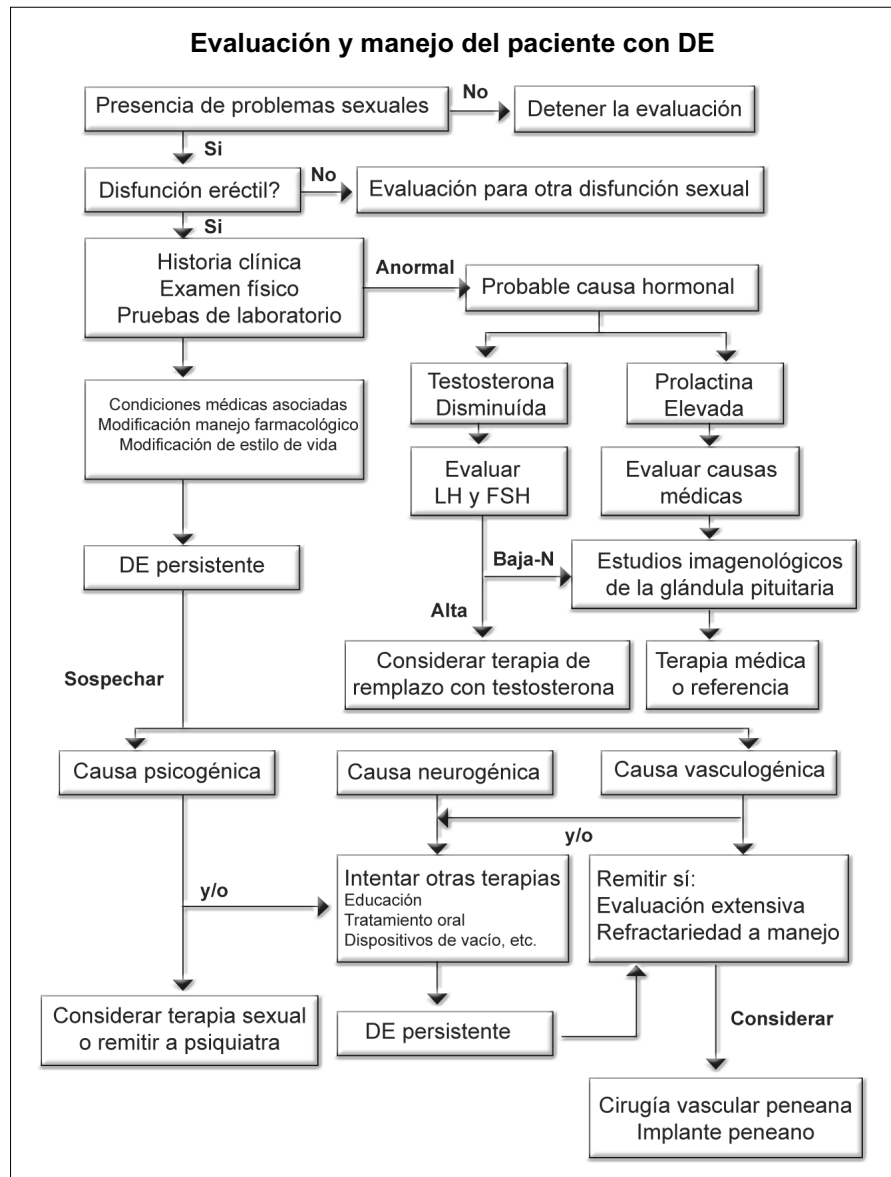 Evaluación y manejo del paciente con DE
Presencia de problemas sexuales
No
Detener la evaluación
Si
Disfunción eréctil?
No
Evaluación para otra disfunción sexual
Si
Historia clínica
Examen físico
Pruebas de laboratorio
Anormal
Probable causa hormonal
Testosterona
Disminuída
Prolactina
Elevada
Condiciones médicas asociadas
Modificación manejo farmacológico
Modificación de estilo de vida
Evaluar
LH y FSH
Evaluar causas
médicas
DE persistente
Baja-N
Estudios imagenológicos
de la glándula pituitaria
Alta
Considerar terapia de
remplazo con testosterona
Terapia médica
o referencia
Sospechar
Causa psicogénica
Causa neurogénica
Causa vasculogénica
y/o
y/o
Intentar otras terapias
Educación
Tratamiento oral
Dispositivos de vacío, etc.
Remitir sí:
Evaluación extensiva
Refractariedad a manejo
Considerar terapia sexual
o remitir a psiquiatra
DE persistente
Considerar
Cirugía vascular peneana
Implante peneano